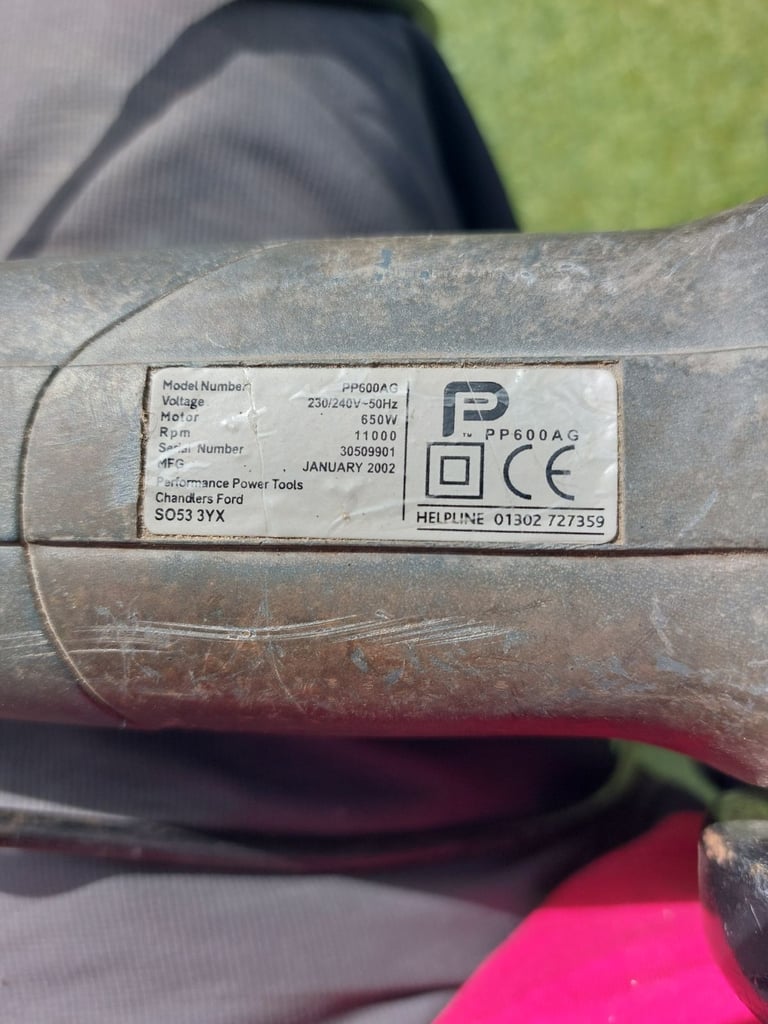 Model Number PP600AG
Voltage 230/240V~50Hz
Motor 650W
Rpm 11000
Serial Number 30509901
MFG JANUARY 2002
Performance Power Tools
Chandlers Ford
SO53 3YX
P
™ PP600AG
CE
HELPLINE 01302 727359